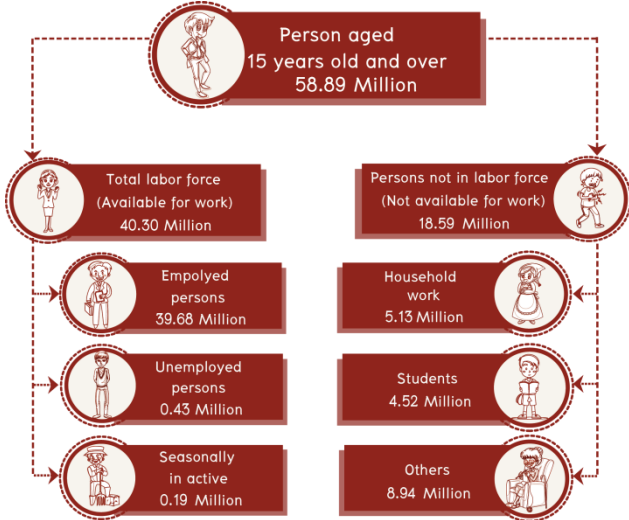 Person aged
15 years old and over
58.89 Million
Total labor force
(Available for work)
40.30 Million
Empolyed
persons
39.68 Million
Unemployed
persons
0.43 Million
Seasonally
in active
0.19 Million
Persons not in labor force
(Not available for work)
18.59 Million
Household
work
5.13 Million
Students
4.52 Million
Others
8.94 Million